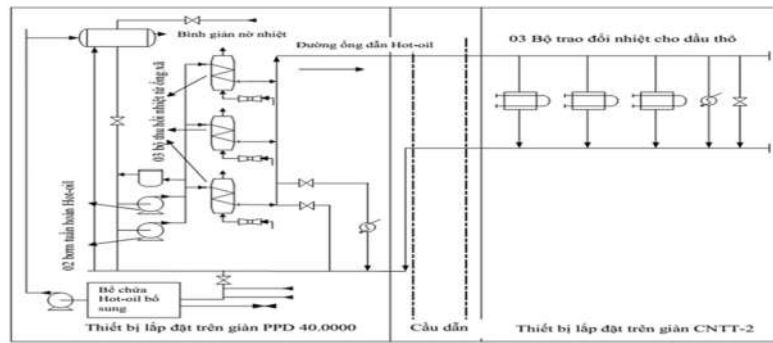 Bình giản nở nhiệt
Đường ống dẫn Hot-oil
03 Bộ trao đổi nhiệt cho dầu thô
03 bộ thu hồi nhiệt từ ống xả
02 bơm tuần hoàn Hot-oil
Bể chứa
Hot-oil bổ
sung
Thiết bị lắp đặt trên giàn PPD 40.0000
Cầu dẫn
Thiết bị lắp đặt trên giàn CNTT-2